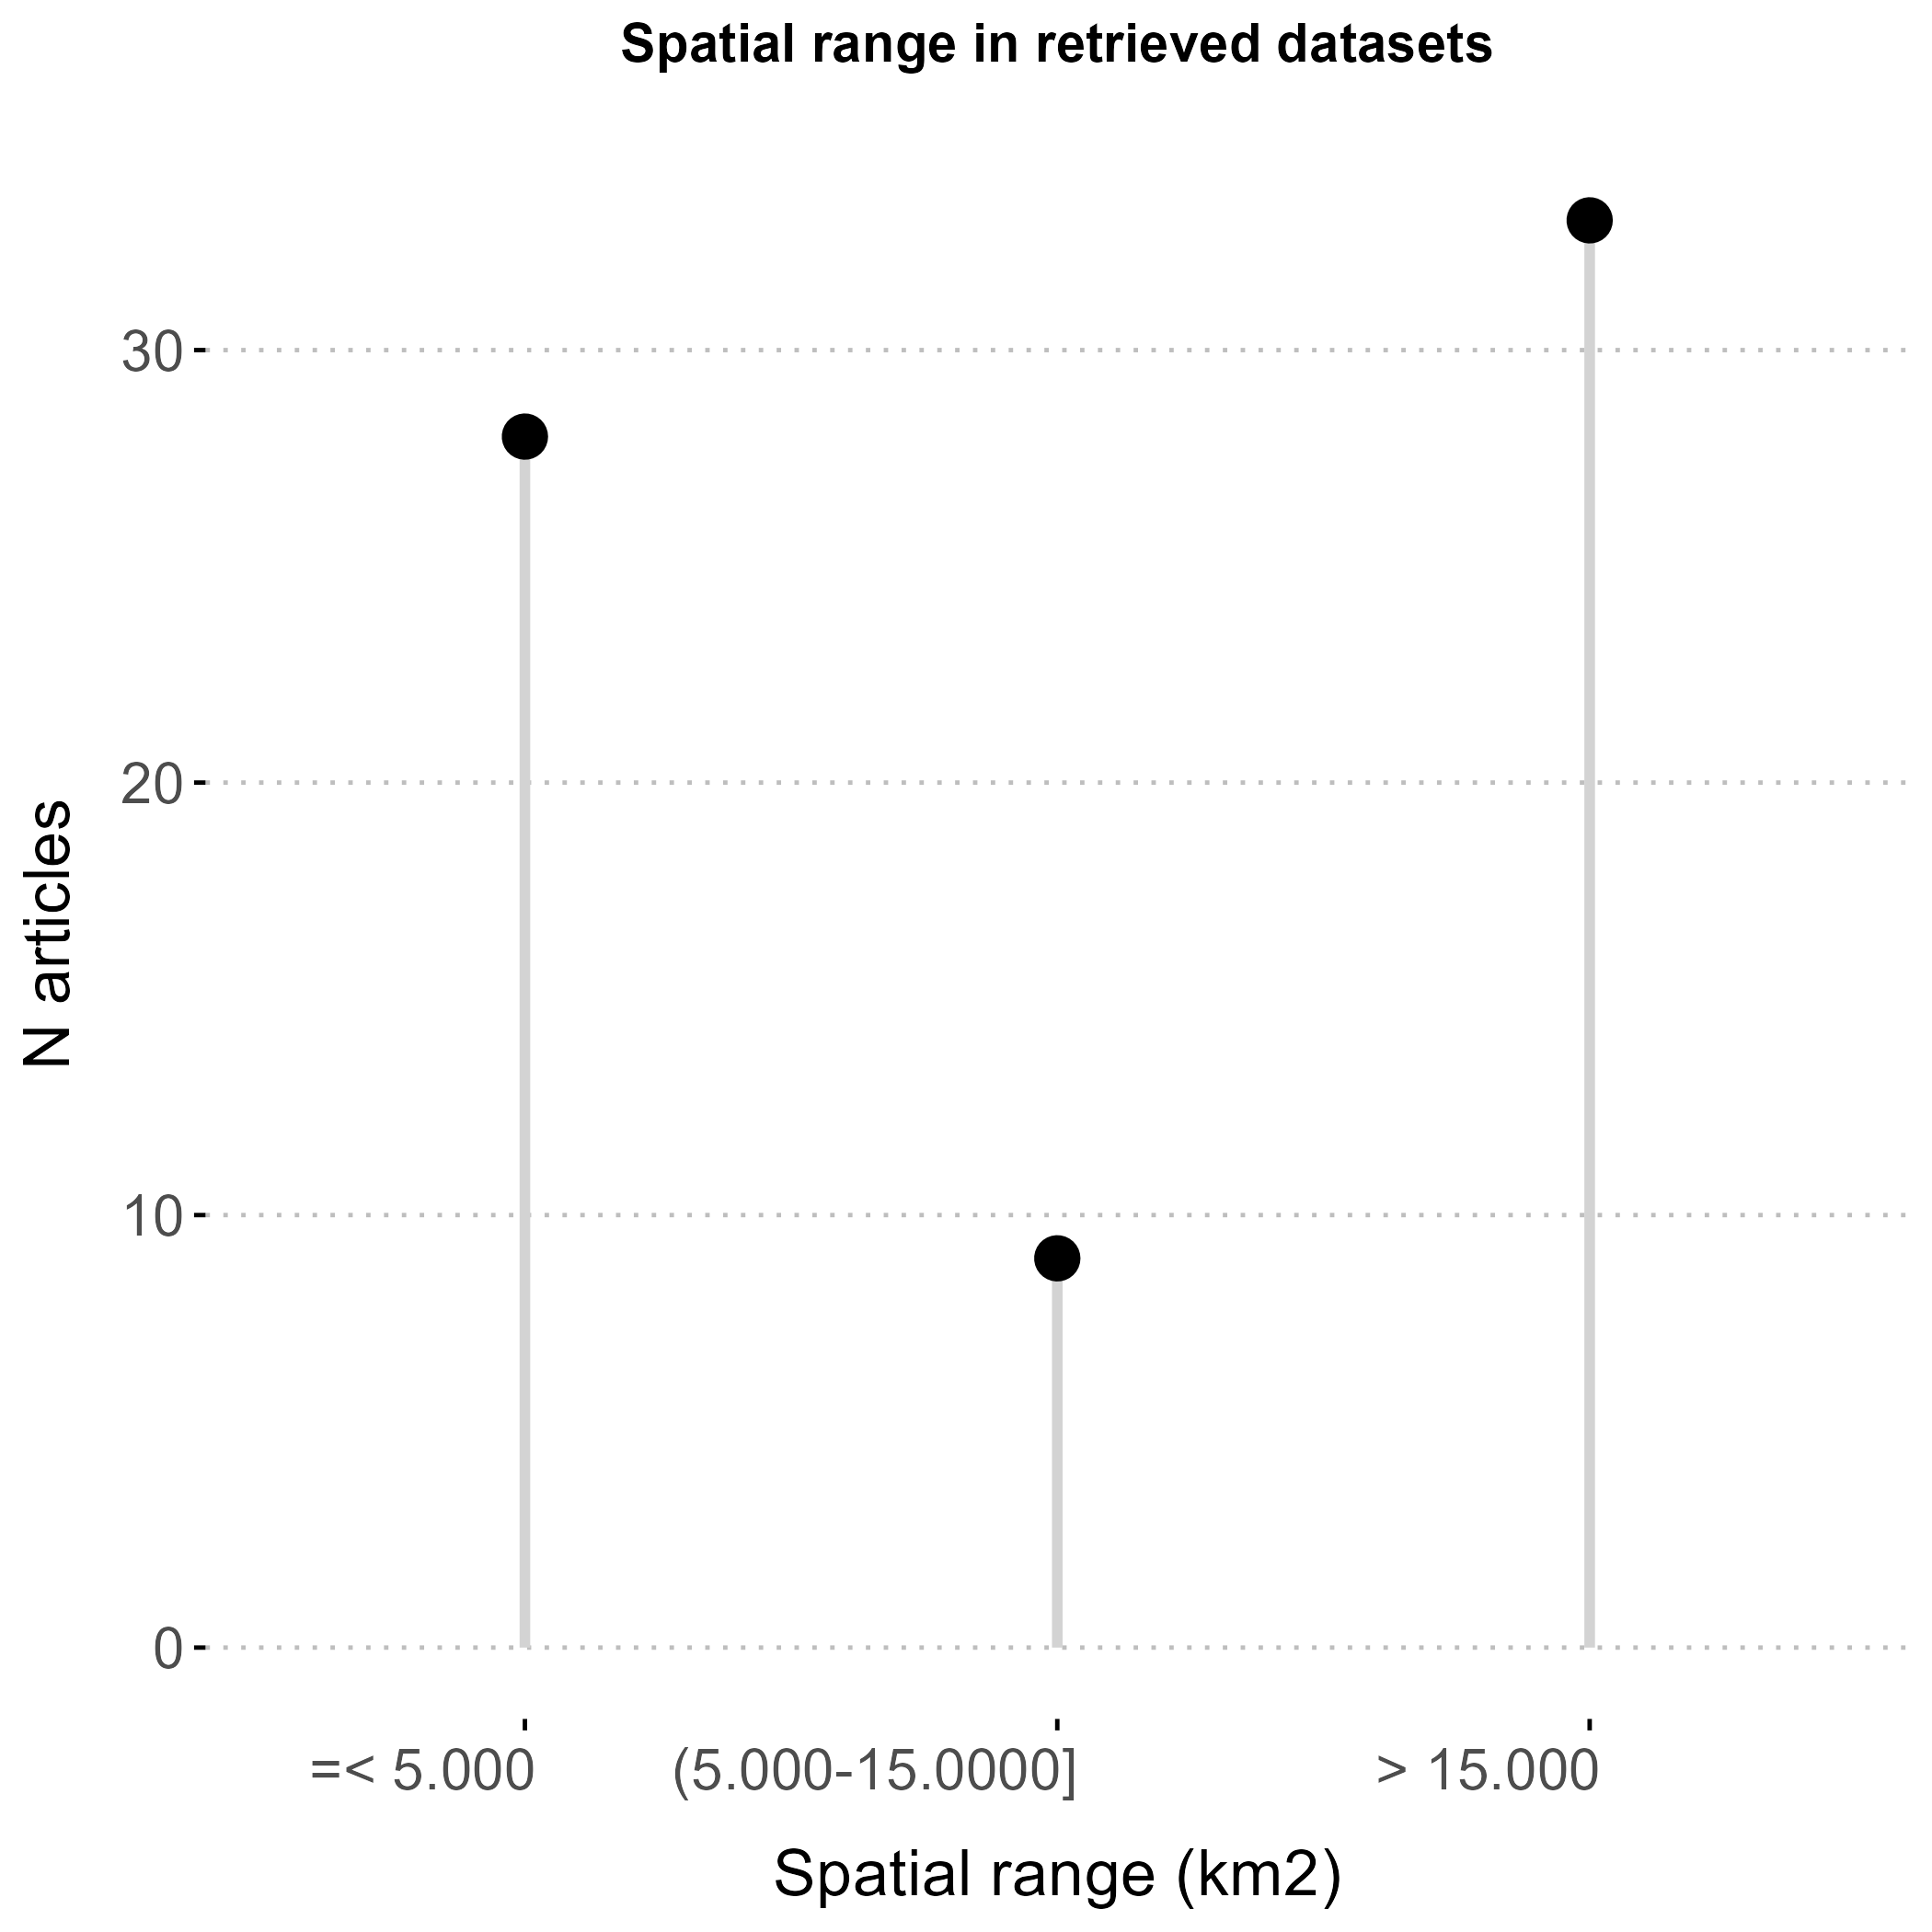 Spatial range in retrieved datasets
30
20
10
0
N articles
=< 5.000 (5.000-15.0000] > 15.000
Spatial range (km2)